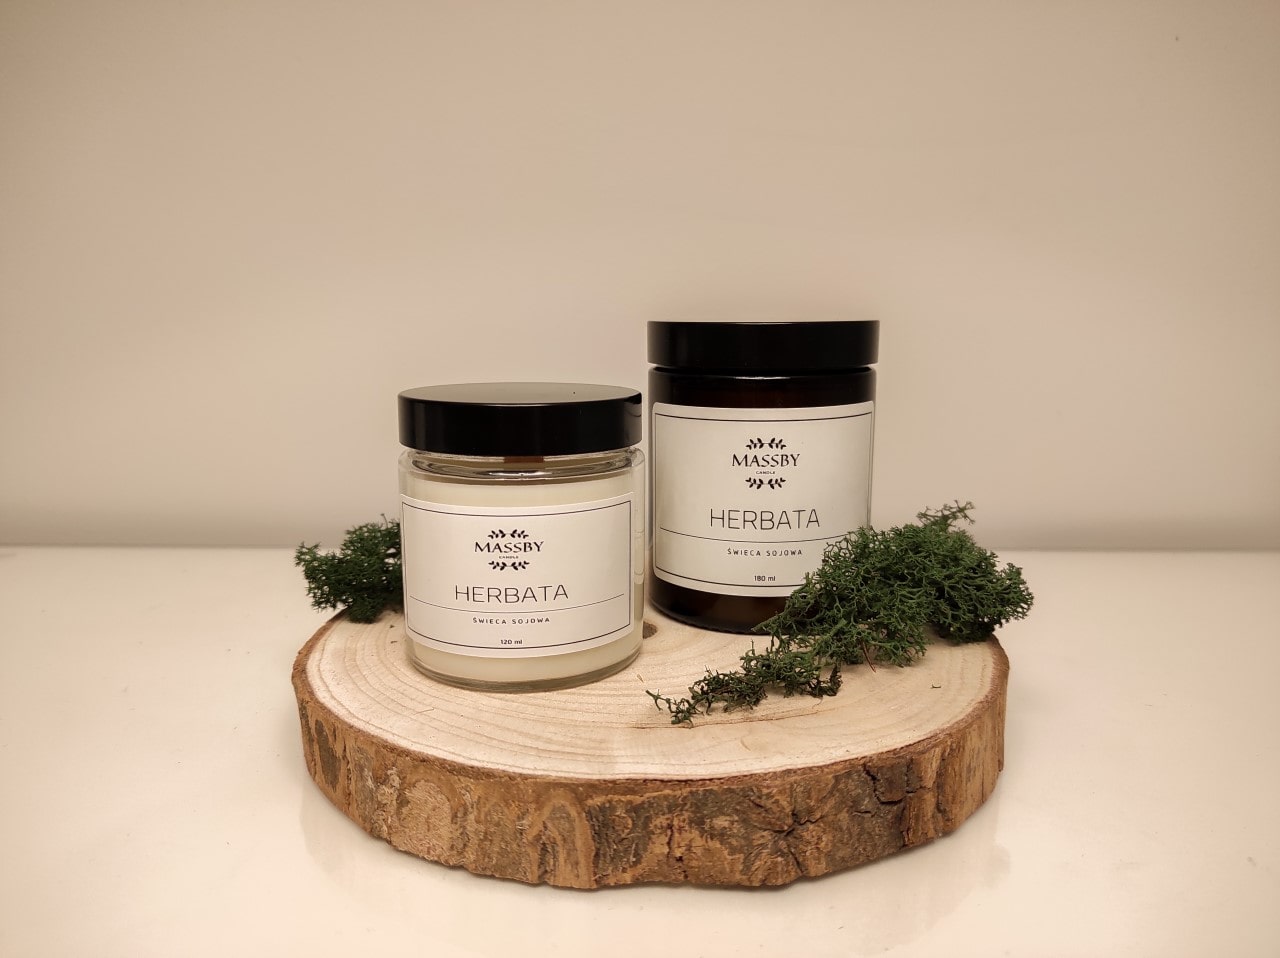 MASSBY
CANDLE
HERBATA
ŚWIECA SOJOWA
120 ml
MASSBY
CANDLE
HERBATA
ŚWIECA SOJOWA
180 ml